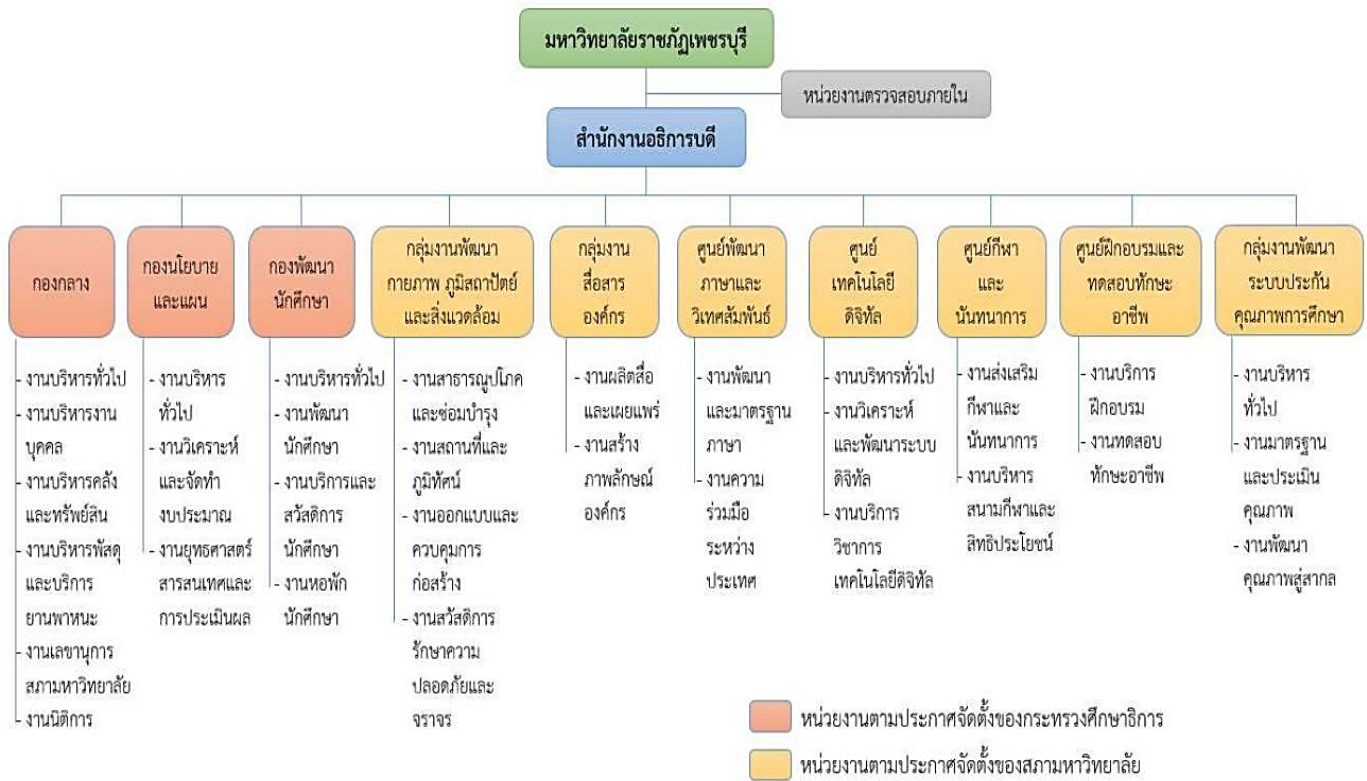 มหาวิทยาลัยราชภัฏเพชรบุรี
หน่วยงานตรวจสอบภายใน
สำนักงานอธิการบดี
กองกลาง
- งานบริหารทั่วไป
- งานบริหารงาน
บุคคล
- งานบริหารคลัง
และทรัพย์สิน
- งานบริหารพัสดุ
และบริการ
ยานพาหนะ
- งานเลขานุการ
สภามหาวิทยาลัย
- งานนิติการ
กองนโยบาย
และแผน
- งานบริหาร
ทั่วไป
- งานวิเคราะห์
และจัดทำ
งบประมาณ
- งานยุทธศาสตร์
สารสนเทศและ
การประเมินผล
กองพัฒนา
นักศึกษา
- งานบริหารทั่วไป
- งานพัฒนา
นักศึกษา
- งานบริการและ
สวัสดิการ
นักศึกษา
- งานหอพัก
นักศึกษา
กลุ่มงานพัฒนา
กายภาพ ภูมิสถาปัตย์
และสิ่งแวดล้อม
- งานสาธารณูปโภค
และซ่อมบำรุง
- งานสถานที่และ
ภูมิทัศน์
- งานออกแบบและ
ควบคุมการ
ก่อสร้าง
- งานสวัสดิการ
รักษาความ
ปลอดภัยและ
จราจร
กลุ่มงาน
สื่อสาร
องค์กร
- งานผลิตสื่อ
และเผยแพร่
- งานสร้าง
ภาพลักษณ์
องค์กร
ศูนย์พัฒนา
ภาษาและ
วิเทศสัมพันธ์
- งานพัฒนา
และมาตรฐาน
ภาษา
- งานความ
ร่วมมือ
ระหว่าง
ประเทศ
ศูนย์
เทคโนโลยี
ดิจิทัล
- งานบริหารทั่วไป
- งานวิเคราะห์
และพัฒนาระบบ
ดิจิทัล
- งานบริการ
วิชาการ
เทคโนโลยีดิจิทัล
ศูนย์กีฬา
และ
นันทนาการ
- งานส่งเสริม
กีฬาและ
นันทนาการ
- งานบริหาร
สนามกีฬาและ
สิทธิประโยชน์
ศูนย์ฝึกอบรมและ
ทดสอบทักษะ
อาชีพ
- งานบริการ
ฝึกอบรม
- งานทดสอบ
ทักษะอาชีพ
กลุ่มงานพัฒนา
ระบบประกัน
คุณภาพการศึกษา
- งานบริหาร
ทั่วไป
- งานมาตรฐาน
และประเมิน
คุณภาพ
- งานพัฒนา
คุณภาพสู่สากล
หน่วยงานตามประกาศจัดตั้งของกระทรวงศึกษาธิการ
หน่วยงานตามประกาศจัดตั้งของสภามหาวิทยาลัย